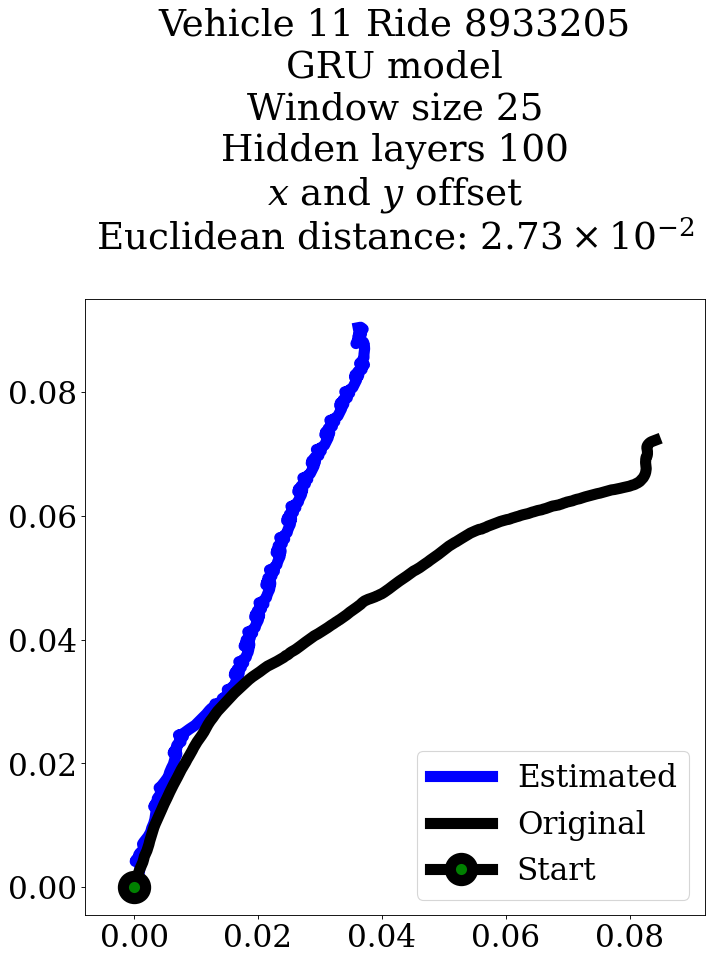 Vehicle 11 Ride 8933205
GRU model
Window size 25
Hidden layers 100
x and y offset
Euclidean distance: 2.73 × 10⁻²
0.08
0.06
0.04
0.02
0.00
Estimated
Original
Start
0.00 0.02 0.04 0.06 0.08